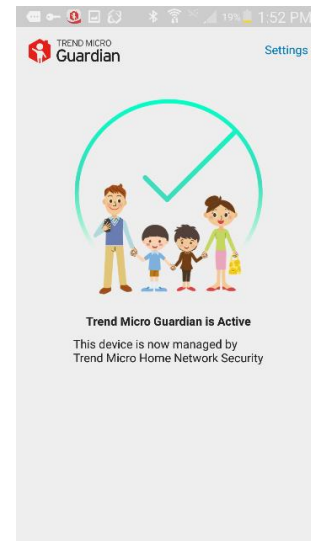 19% 1:52 PM
TREND MICRO
Guardian
Settings
Trend Micro Guardian is Active
This device is now managed by
Trend Micro Home Network Security